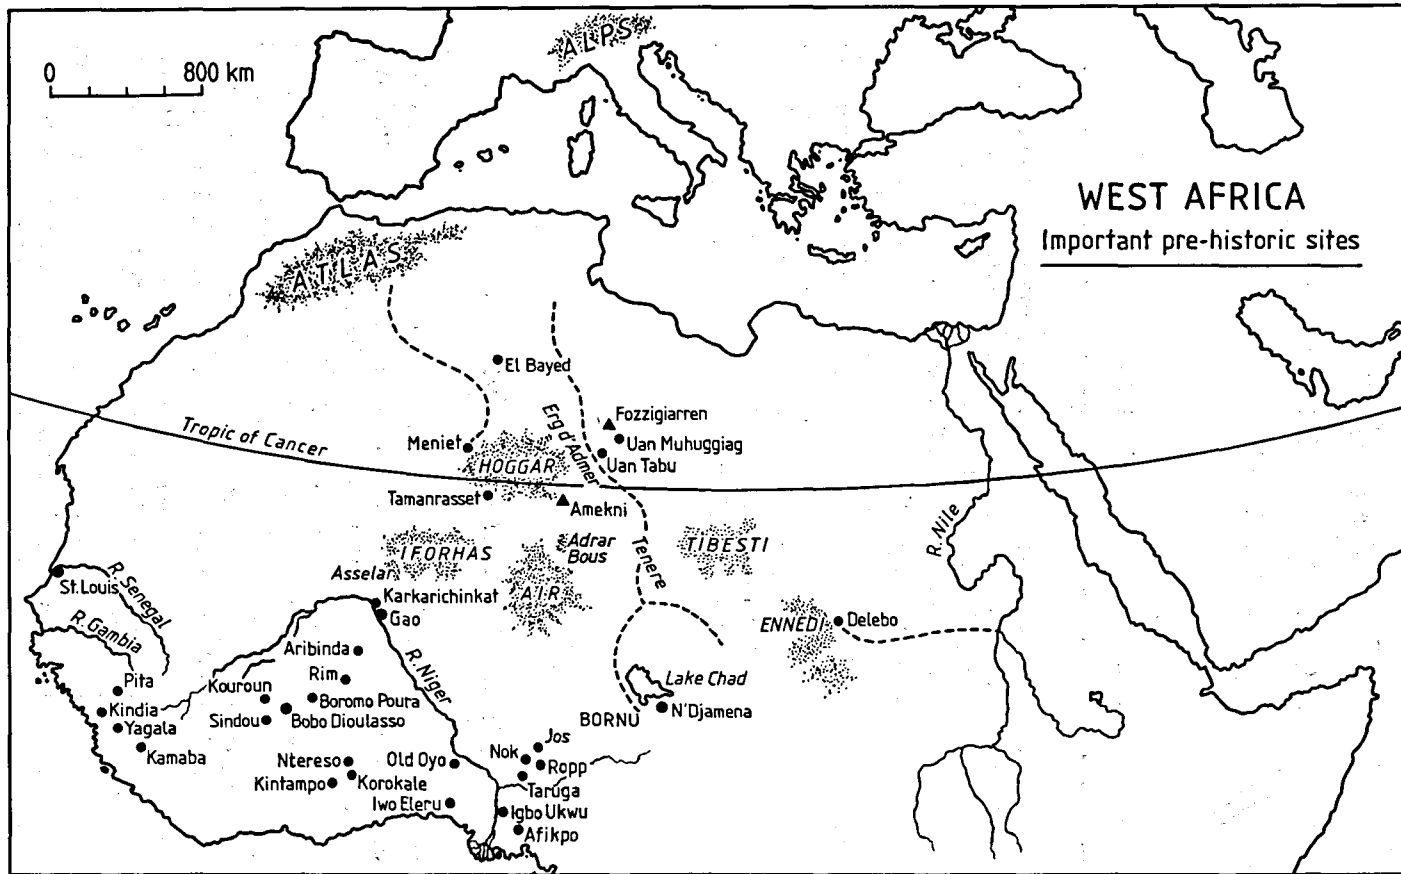 ALPS
0 800 km
WEST AFRICA
Important pre-historic sites
ATLAS
El Bayed
Erg d'Admer
Fozzigiarren
Uan Muhuggiag
Uan Tabu
Tropic of Cancer
Meniet
HOGGAR
Tamanrasset
Amekni
R. Nile
IFORHAS
Adrar
Bous
TIBESTI
Tenere
Asselar
AIR
St.Louis
R. Senegal
Karkarichinkat
Gao
R. Gambia
ENNEDI
Delebo
Aribinda
R. Niger
Rim
Lake Chad
Pita
Kouroun
Boromo Poura
Kindia
Sindou
Bobo Dioulasso
BORNU
N'Djamena
Yagala
Kamaba
Jos
Nok
Ntereso
Old Oyo
Ropp
Kintampo
Korokale
Taruga
Iwo Eleru
Igbo Ukwu
Afikpo